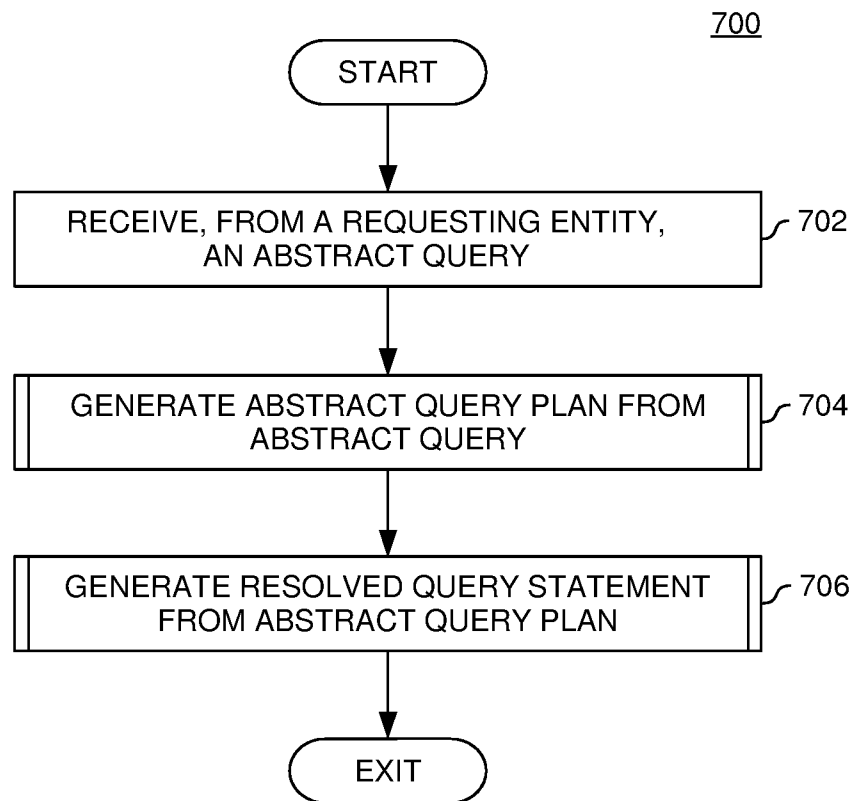 700
START
RECEIVE, FROM A REQUESTING ENTITY,
AN ABSTRACT QUERY
702
GENERATE ABSTRACT QUERY PLAN FROM
ABSTRACT QUERY
704
GENERATE RESOLVED QUERY STATEMENT
FROM ABSTRACT QUERY PLAN
706
EXIT